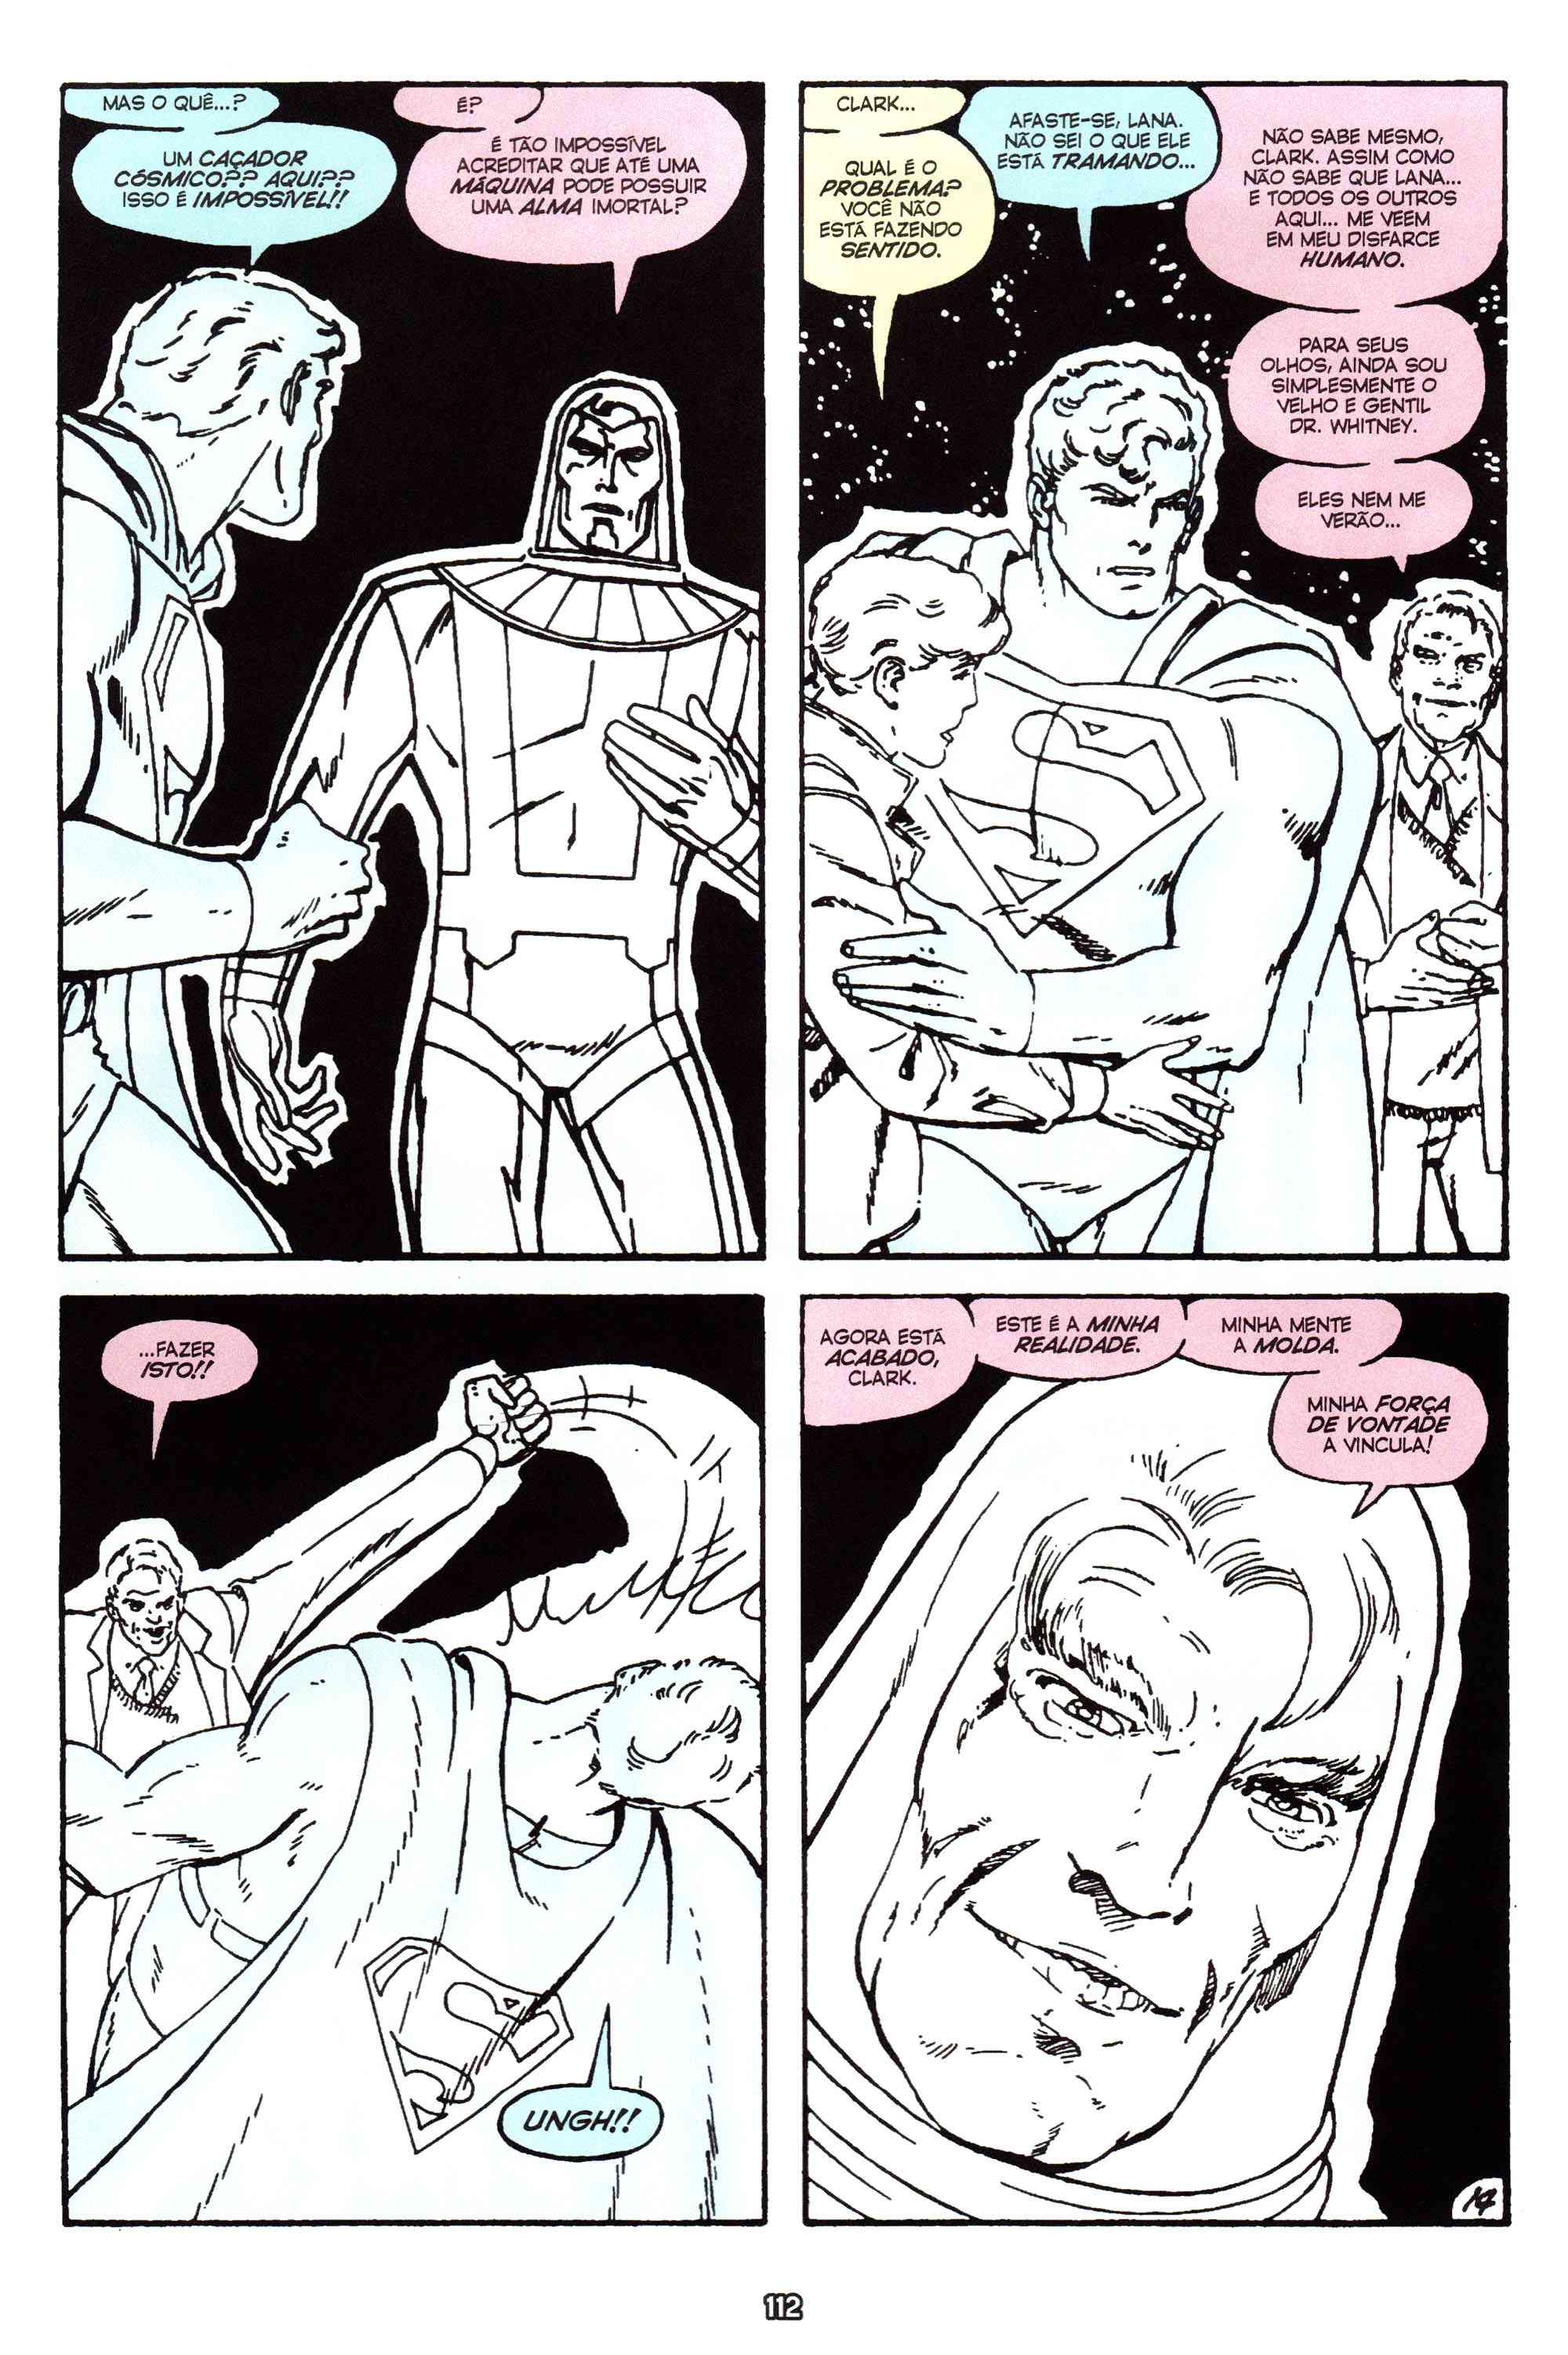 MAS O QUÊ...?
UM CAÇADOR
CÓSMICO?? AQUI??
ISSO É IMPOSSÍVEL!!
É?
É TÃO IMPOSSÍVEL
ACREDITAR QUE ATÉ UMA
MÁQUINA PODE POSSUIR
UMA ALMA IMORTAL?
CLARK...
QUAL É O
PROBLEMA?
VOCÊ NÃO
ESTÁ FAZENDO
SENTIDO.
AFASTE-SE, LANA.
NÃO SEI O QUE ELE
ESTÁ TRAMANDO...
NÃO SABE MESMO,
CLARK. ASSIM COMO
NÃO SABE QUE LANA...
E TODOS OS OUTROS
AQUI... ME VEEM
EM MEU DISFARCE
HUMANO.
PARA SEUS
OLHOS, AINDA SOU
SIMPLESMENTE O
VELHO E GENTIL
DR. WHITNEY.
ELES NEM ME
VERÃO...
...FAZER
ISTO!!
UNGH!!
AGORA ESTÁ
ACABADO,
CLARK.
ESTE É A MINHA
REALIDADE.
MINHA MENTE
A MOLDA.
MINHA FORÇA
DE VONTADE
A VINCULA!
14
112